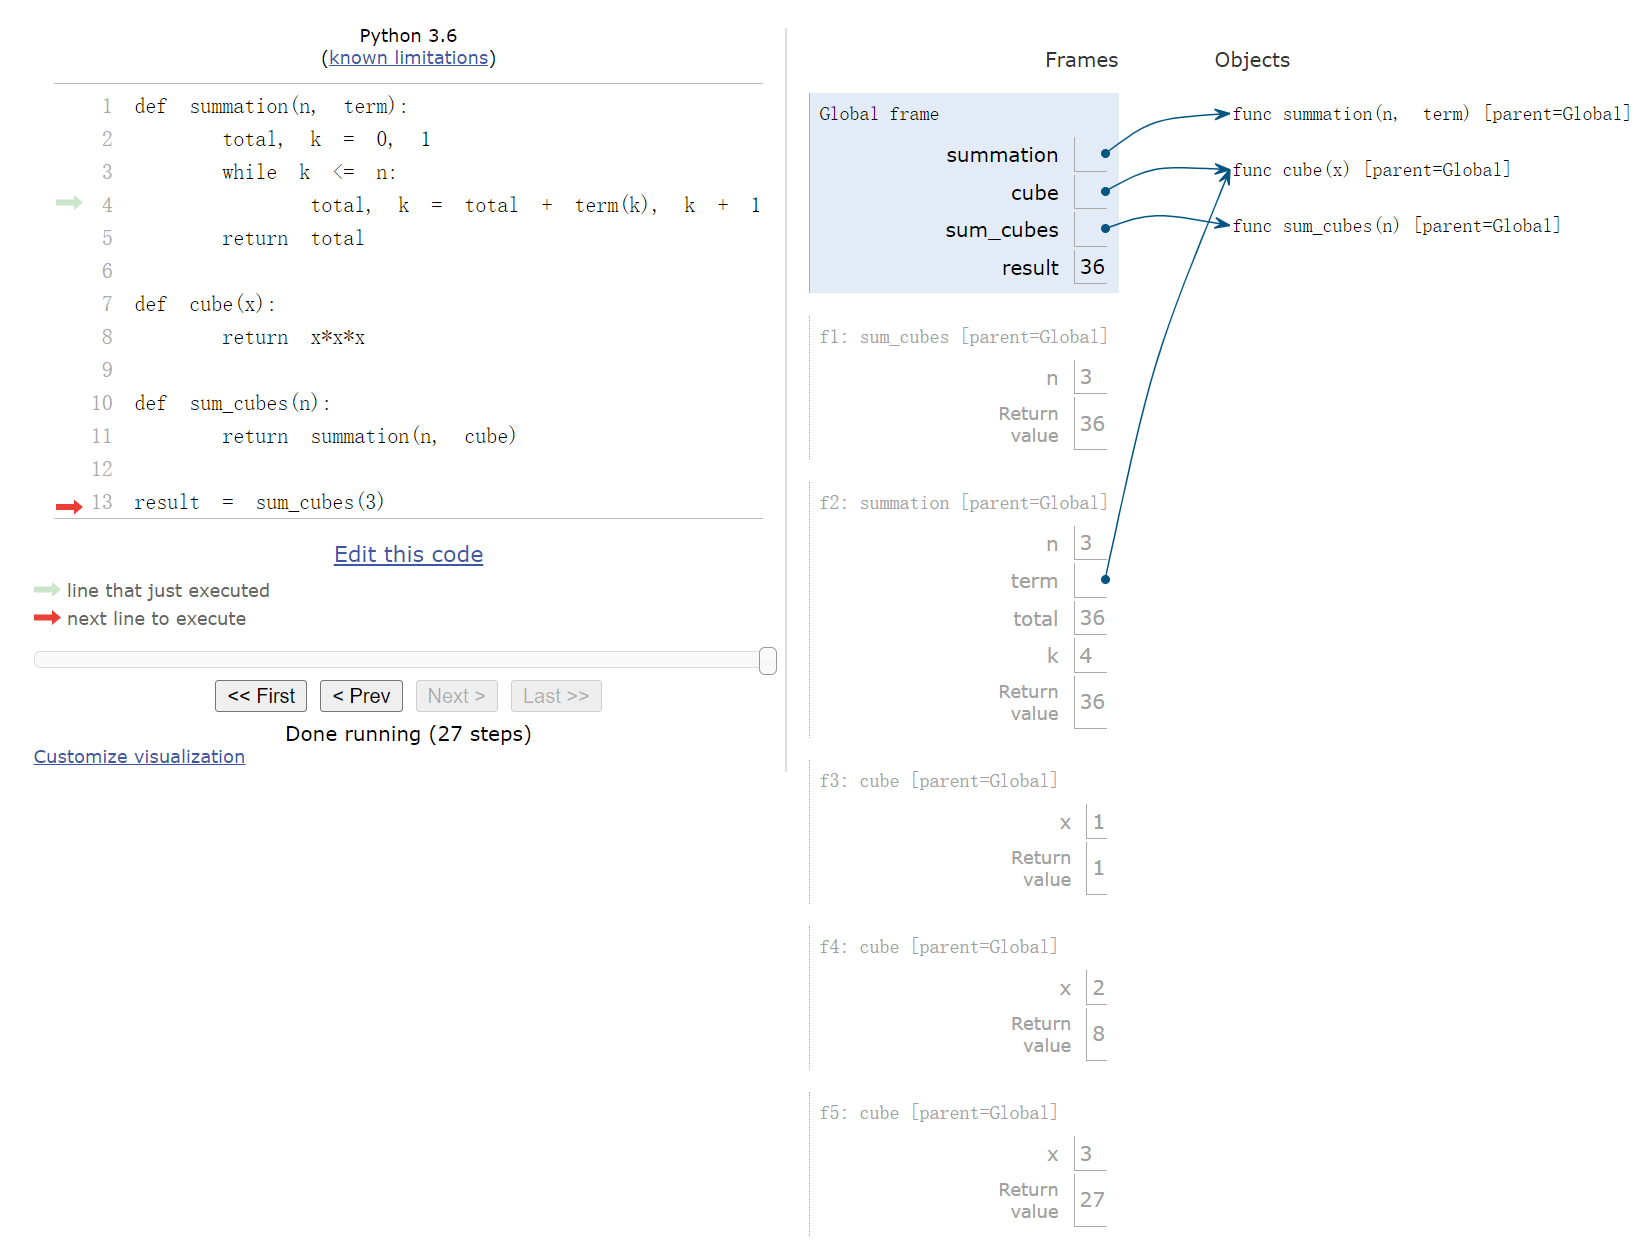 Python 3.6
(known limitations)
1 def summation(n, term):
2 total, k = 0, 1
3 while k <= n:
4 total, k = total + term(k), k + 1
5 return total
6
7 def cube(x):
8 return x*x*x
9
10 def sum_cubes(n):
11 return summation(n, cube)
12
13 result = sum_cubes(3)
Edit this code
line that just executed
next line to execute
<< First < Prev Next > Last >>
Done running (27 steps)
Customize visualization
Frames Objects
Global frame
summation
cube
sum_cubes
result 36
func summation(n, term) [parent=Global]
func cube(x) [parent=Global]
func sum_cubes(n) [parent=Global]
f1: sum_cubes [parent=Global]
n 3
Return
value 36
f2: summation [parent=Global]
n 3
term
total 36
k 4
Return
value 36
f3: cube [parent=Global]
x 1
Return
value 1
f4: cube [parent=Global]
x 2
Return
value 8
f5: cube [parent=Global]
x 3
Return
value 27